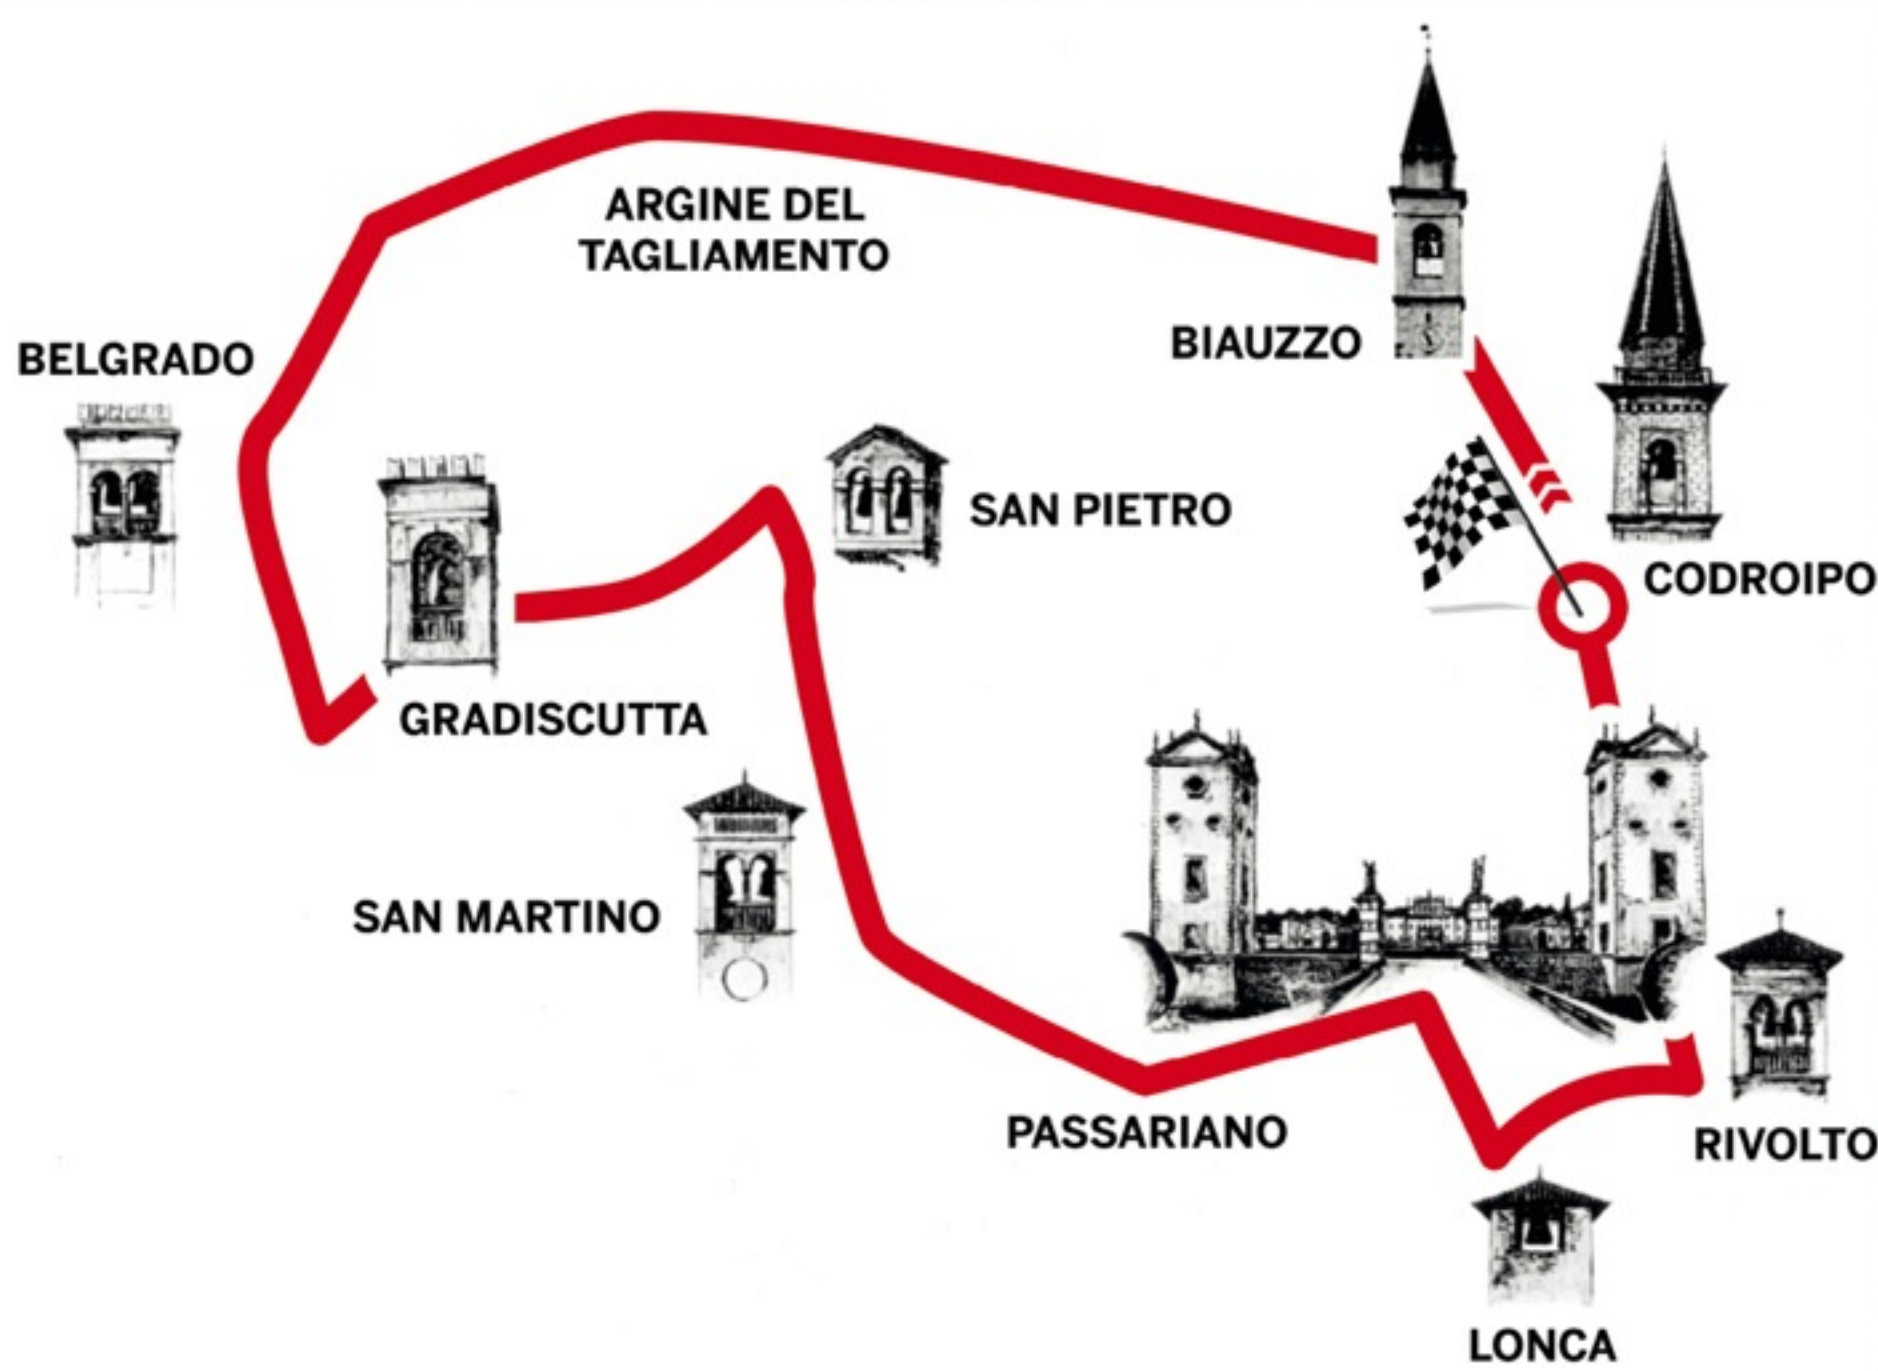 ARGINE DEL
TAGLIAMENTO
BIAUZZO
BELGRADO
SAN PIETRO
CODROIPO
GRADISCUTTA
SAN MARTINO
PASSARIANO
RIVOLTO
LONCA